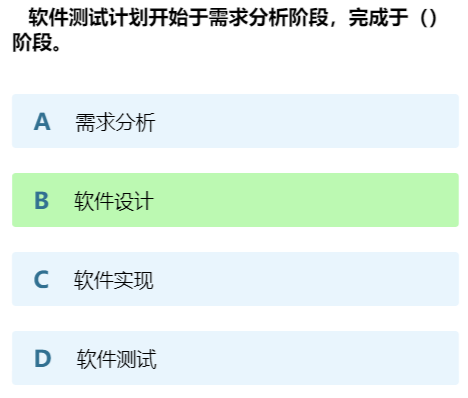 软件测试计划开始于需求分析阶段，完成于（）
阶段。
A 需求分析
B 软件设计
C 软件实现
D 软件测试